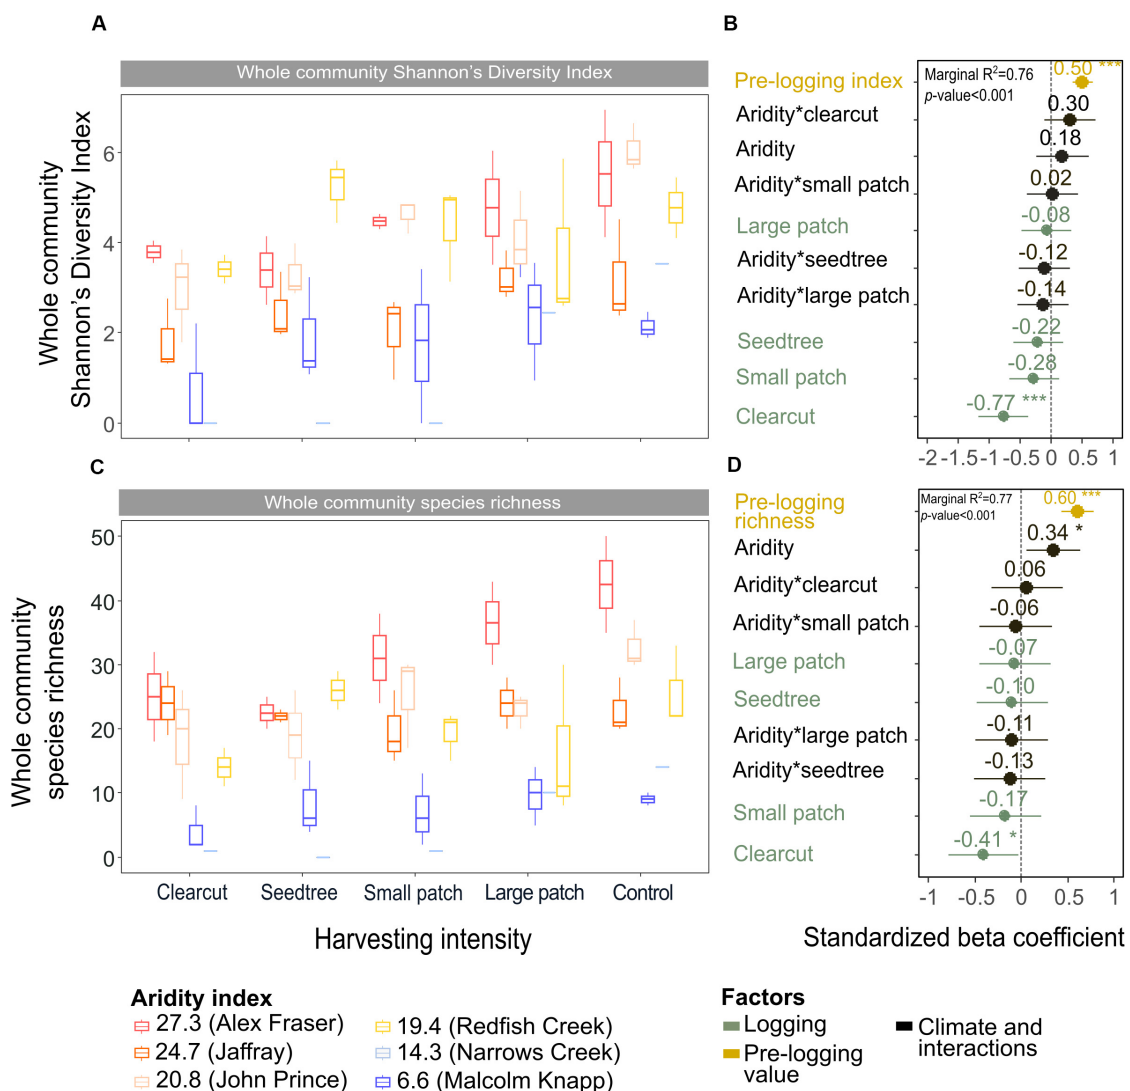 A
Whole community Shannon's Diversity Index
Whole community
Shannon's Diversity Index
6
4
2
0
B
Marginal R²=0.76
p-value<0.001
Pre-logging index
0.50 ***
Aridity*clearcut
0.30
Aridity
0.18
Aridity*small patch
0.02
Large patch
-0.08
Aridity*seedtree
-0.12
Aridity*large patch
-0.14
Seedtree
-0.22
Small patch
-0.28
Clearcut
-0.77 ***
-2 -1.5 -1 -0.5 0 0.5 1
C
Whole community species richness
Whole community
species richness
50
40
30
20
10
0
Clearcut Seedtree Small patch Large patch Control
Harvesting intensity
D
Marginal R²=0.77
p-value<0.001
Pre-logging
richness
0.60 ***
Aridity
0.34 *
Aridity*clearcut
0.06
Aridity*small patch
-0.06
Large patch
-0.07
Seedtree
-0.10
Aridity*large patch
-0.11
Aridity*seedtree
-0.13
Small patch
-0.17
Clearcut
-0.41 *
-1 -0.5 0 0.5 1
Standardized beta coefficient
Aridity index
27.3 (Alex Fraser)
24.7 (Jaffray)
20.8 (John Prince)
19.4 (Redfish Creek)
14.3 (Narrows Creek)
6.6 (Malcolm Knapp)
Factors
Logging
Pre-logging
value
Climate and
interactions